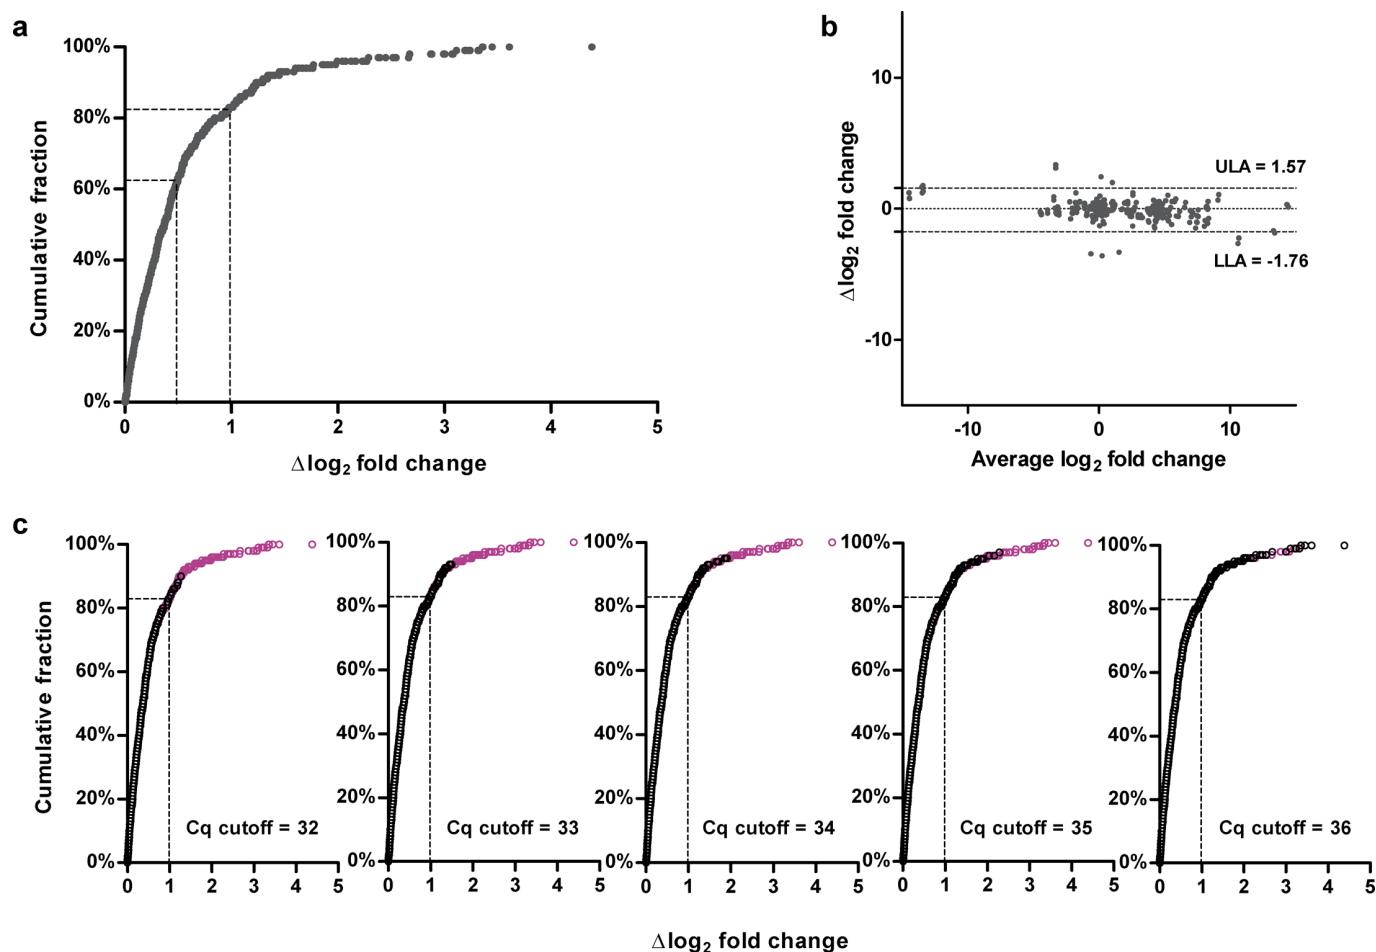 a
100%
80%
60%
40%
20%
0%
Cumulative fraction
0 1 2 3 4 5
Δlog2 fold change
b
10
0
-10
Δlog2 fold change
ULA = 1.57
LLA = -1.76
-10 0 10
Average log2 fold change
c
Cumulative fraction
100%
80%
60%
40%
20%
0%
Cq cutoff = 32
0 1 2 3 4 5
100%
80%
60%
40%
20%
0%
Cq cutoff = 33
0 1 2 3 4 5
100%
80%
60%
40%
20%
0%
Cq cutoff = 34
0 1 2 3 4 5
100%
80%
60%
40%
20%
0%
Cq cutoff = 35
0 1 2 3 4 5
100%
80%
60%
40%
20%
0%
Cq cutoff = 36
0 1 2 3 4 5
Δlog2 fold change